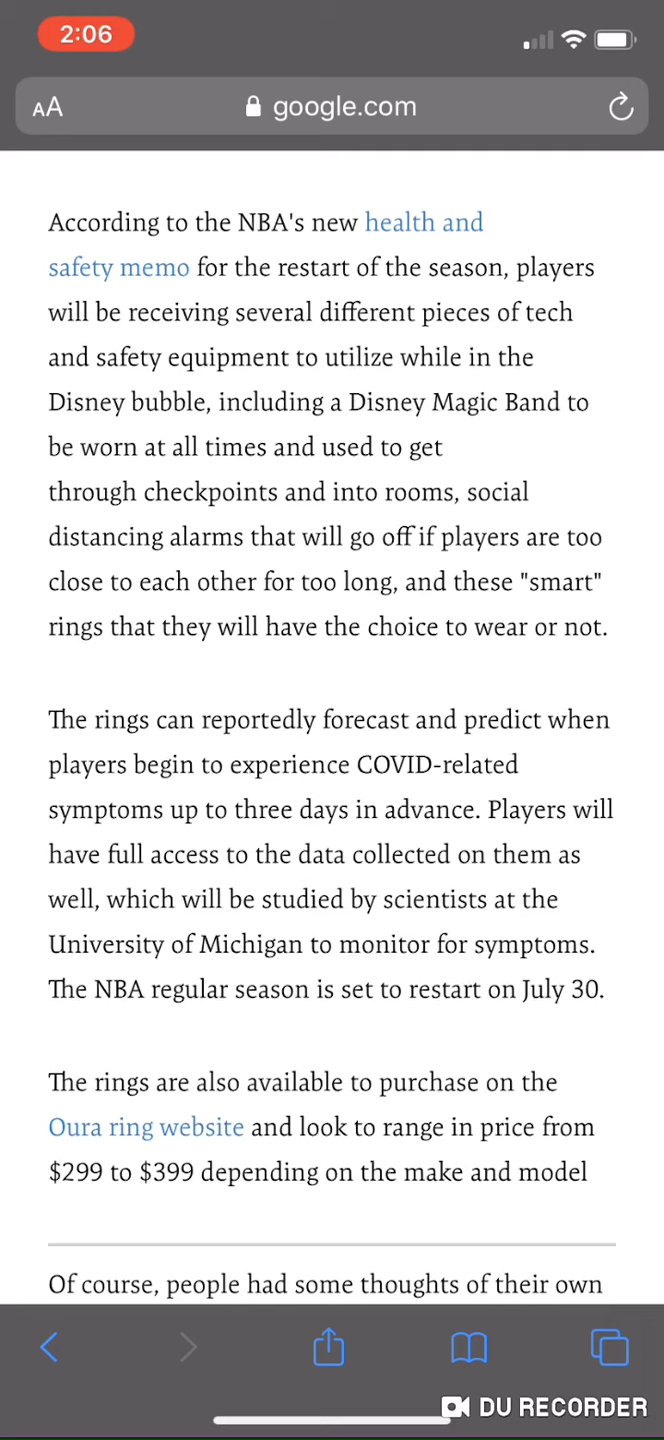 2:06
AA google.com
According to the NBA's new health and
safety memo for the restart of the season, players
will be receiving several different pieces of tech
and safety equipment to utilize while in the
Disney bubble, including a Disney Magic Band to
be worn at all times and used to get
through checkpoints and into rooms, social
distancing alarms that will go off if players are too
close to each other for too long, and these "smart"
rings that they will have the choice to wear or not.
The rings can reportedly forecast and predict when
players begin to experience COVID-related
symptoms up to three days in advance. Players will
have full access to the data collected on them as
well, which will be studied by scientists at the
University of Michigan to monitor for symptoms.
The NBA regular season is set to restart on July 30.
The rings are also available to purchase on the
Oura ring website and look to range in price from
$299 to $399 depending on the make and model
Of course, people had some thoughts of their own
DU RECORDER